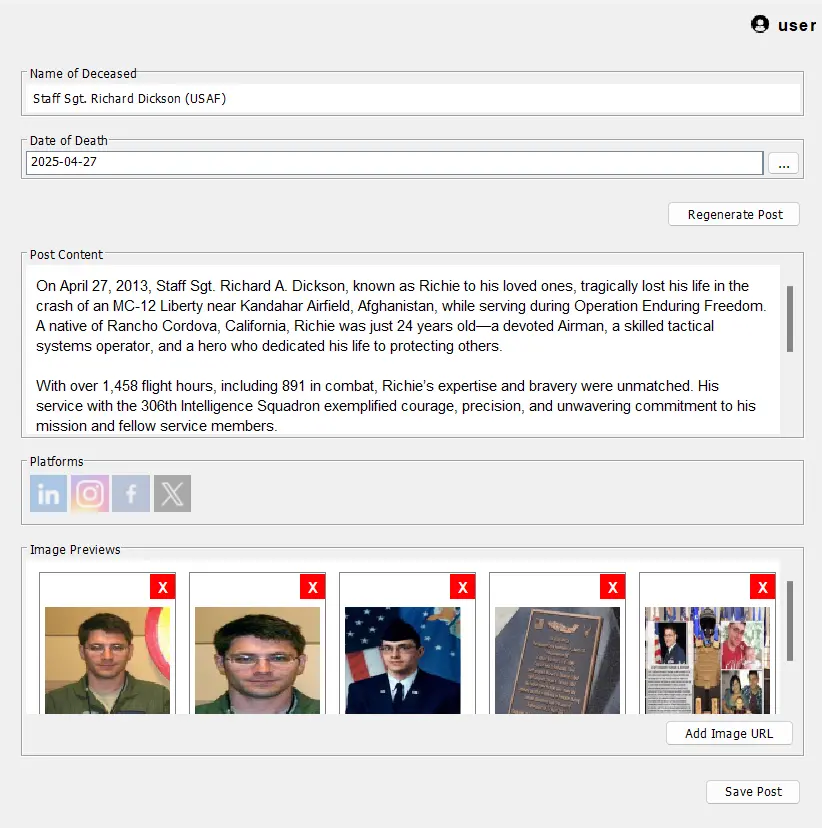 user
Name of Deceased
Staff Sgt. Richard Dickson (USAF)
Date of Death
2025-04-27
...
Regenerate Post
Post Content
On April 27, 2013, Staff Sgt. Richard A. Dickson, known as Richie to his loved ones, tragically lost his life in the
crash of an MC-12 Liberty near Kandahar Airfield, Afghanistan, while serving during Operation Enduring Freedom.
A native of Rancho Cordova, California, Richie was just 24 years old—a devoted Airman, a skilled tactical
systems operator, and a hero who dedicated his life to protecting others.
With over 1,458 flight hours, including 891 in combat, Richie’s expertise and bravery were unmatched. His
service with the 306th Intelligence Squadron exemplified courage, precision, and unwavering commitment to his
mission and fellow service members.
Platforms
in f X
Image Previews
X X X X X
Add Image URL
Save Post